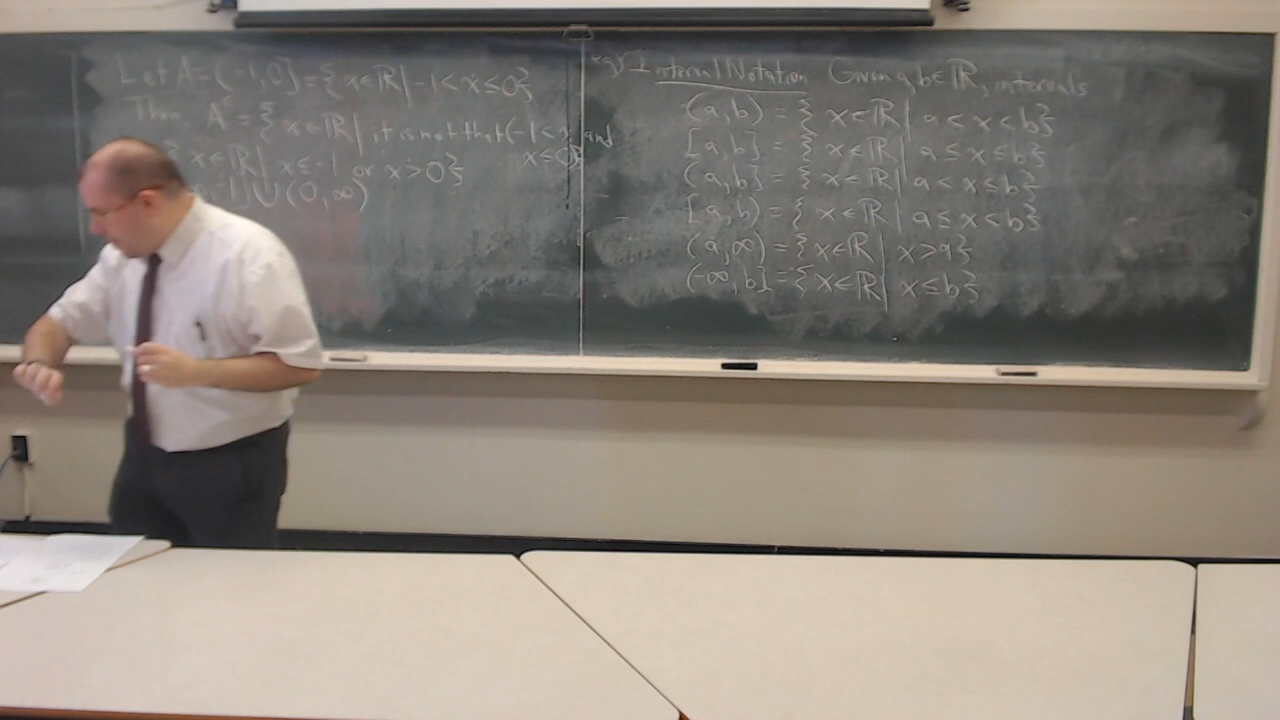 Let A = (-1,0] = { x∈ℝ | -1 < x ≤ 0}
Then A^c = { x∈ℝ | it is not that (-1 < x and
x ≤ 0)}
{ x∈ℝ | x ≤ -1 or x > 0}
-1] ∪ (0, ∞)
eg) Interval Notation Given a, b∈ℝ, intervals
(a, b) = { x∈ℝ | a < x < b}
[a, b] = { x∈ℝ | a ≤ x ≤ b}
(a, b] = { x∈ℝ | a < x ≤ b}
[a, b) = { x∈ℝ | a ≤ x < b}
(a, ∞) = { x∈ℝ | x > a}
(-∞, b] = { x∈ℝ | x ≤ b}